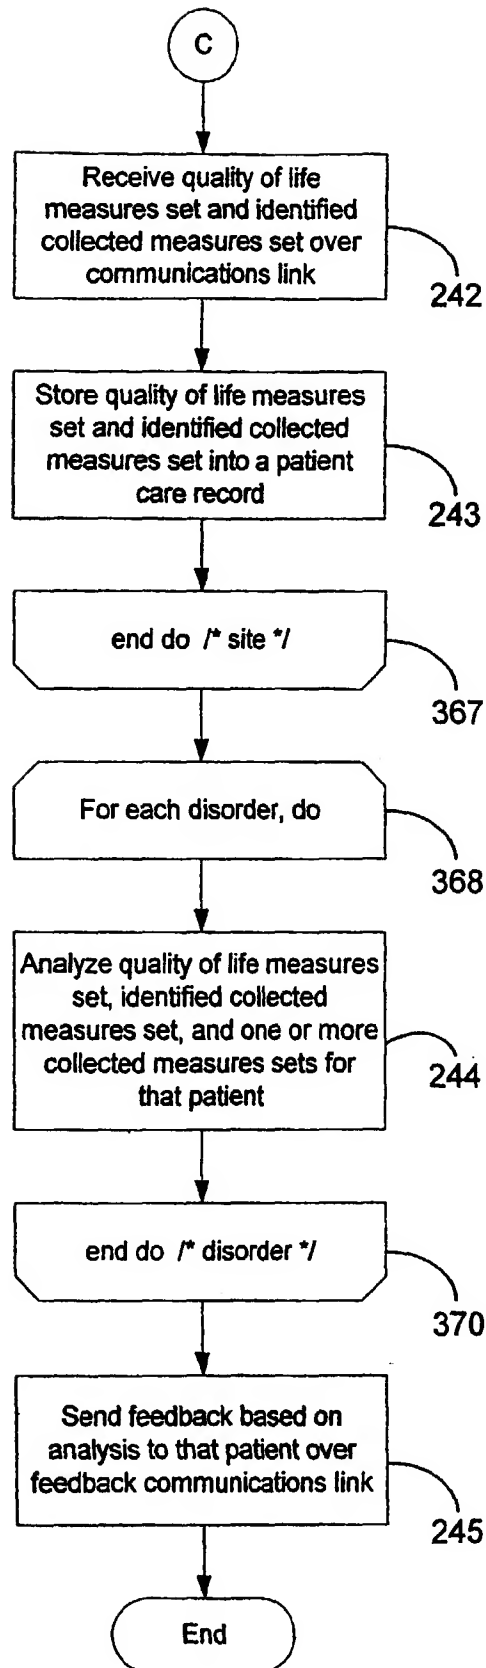 C
Receive quality of life
measures set and identified
collected measures set over
communications link
242
Store quality of life measures
set and identified collected
measures set into a patient
care record
243
end do /* site */
367
For each disorder, do
368
Analyze quality of life measures
set, identified collected
measures set, and one or more
collected measures sets for
that patient
244
end do /* disorder */
370
Send feedback based on
analysis to that patient over
feedback communications link
245
End